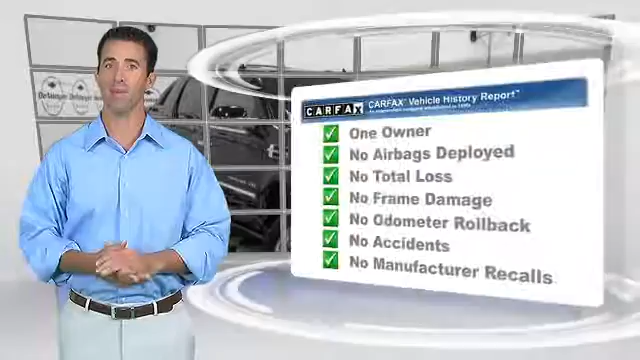 CARFAX CARFAX Vehicle History Report™
One Owner
No Airbags Deployed
No Total Loss
No Frame Damage
No Odometer Rollback
No Accidents
No Manufacturer Recalls